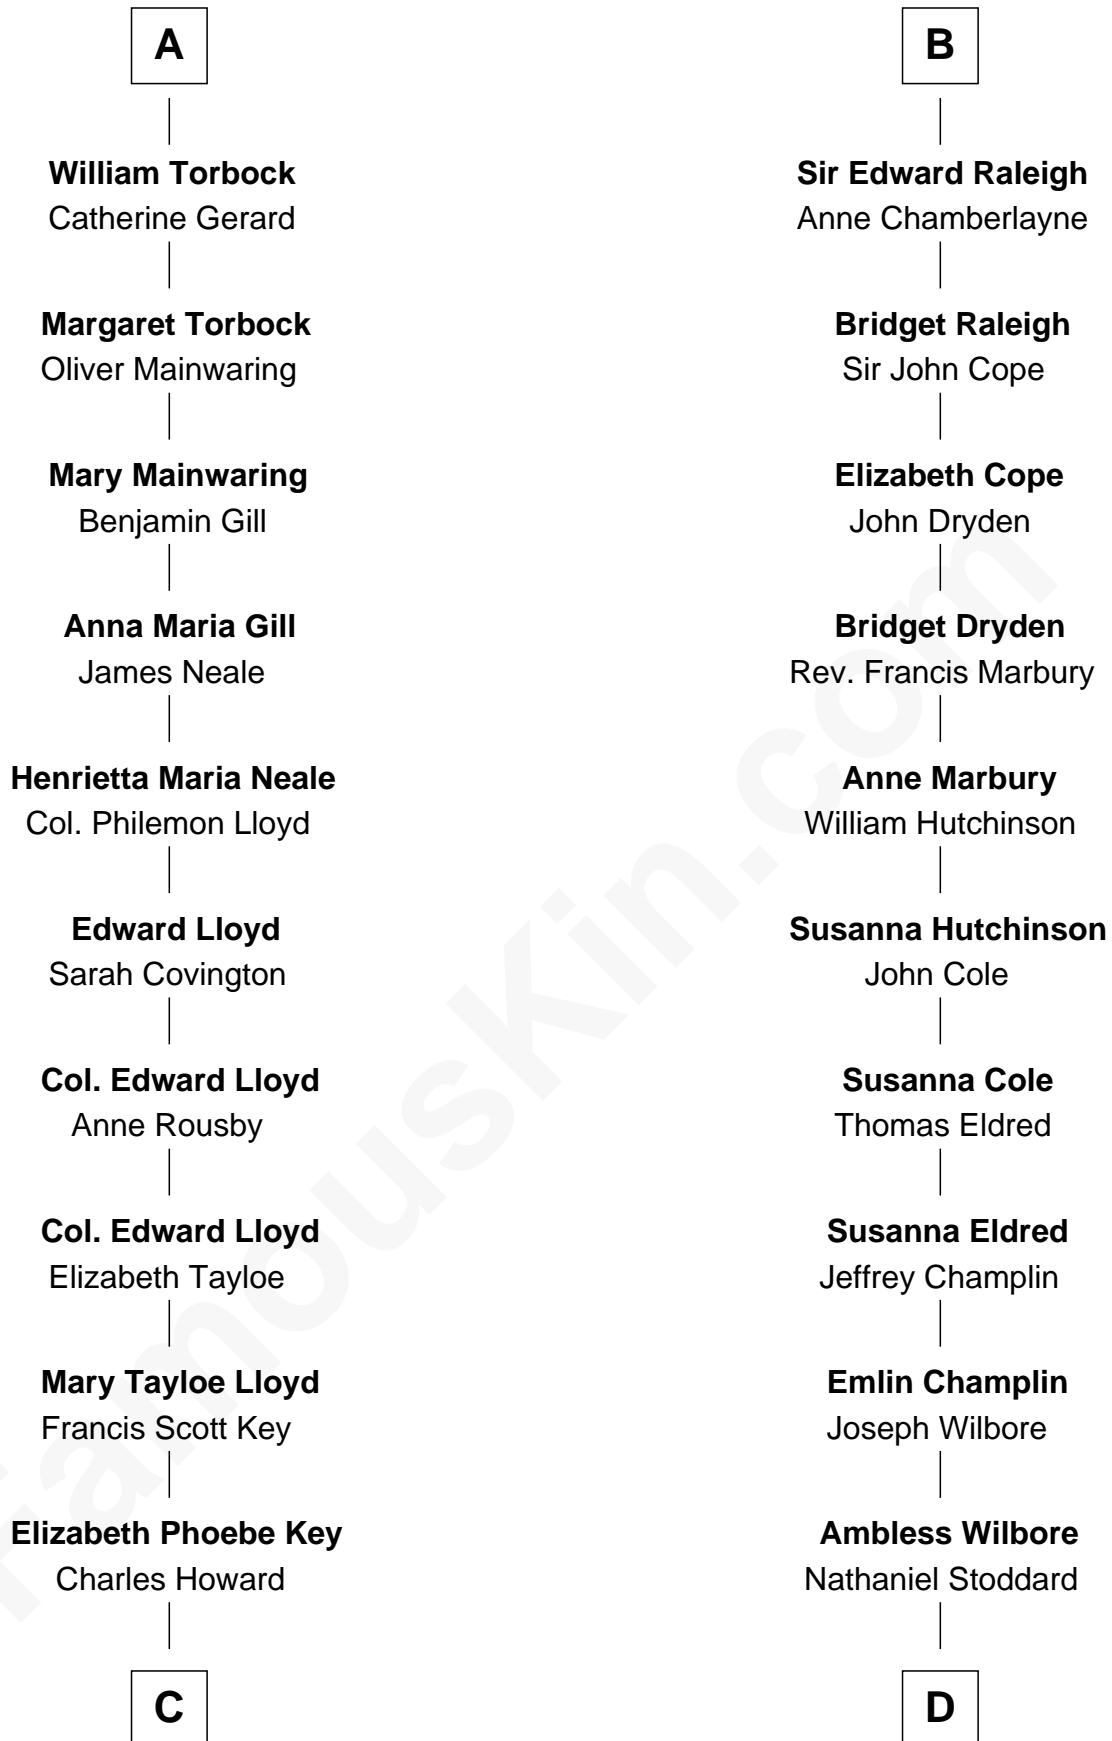 A
William Torbock
Catherine Gerard
Margaret Torbock
Oliver Mainwaring
Mary Mainwaring
Benjamin Gill
Anna Maria Gill
James Neale
Henrietta Maria Neale
Col. Philemon Lloyd
Edward Lloyd
Sarah Covington
Col. Edward Lloyd
Anne Rousby
Col. Edward Lloyd
Elizabeth Tayloe
Mary Tayloe Lloyd
Francis Scott Key
Elizabeth Phoebe Key
Charles Howard
C
B
Sir Edward Raleigh
Anne Chamberlayne
Bridget Raleigh
Sir John Cope
Elizabeth Cope
John Dryden
Bridget Dryden
Rev. Francis Marbury
Anne Marbury
William Hutchinson
Susanna Hutchinson
John Cole
Susanna Cole
Thomas Eldred
Susanna Eldred
Jeffrey Champlin
Emlin Champlin
Joseph Wilbore
Ambless Wilbore
Nathaniel Stoddard
D
FamousKin.com